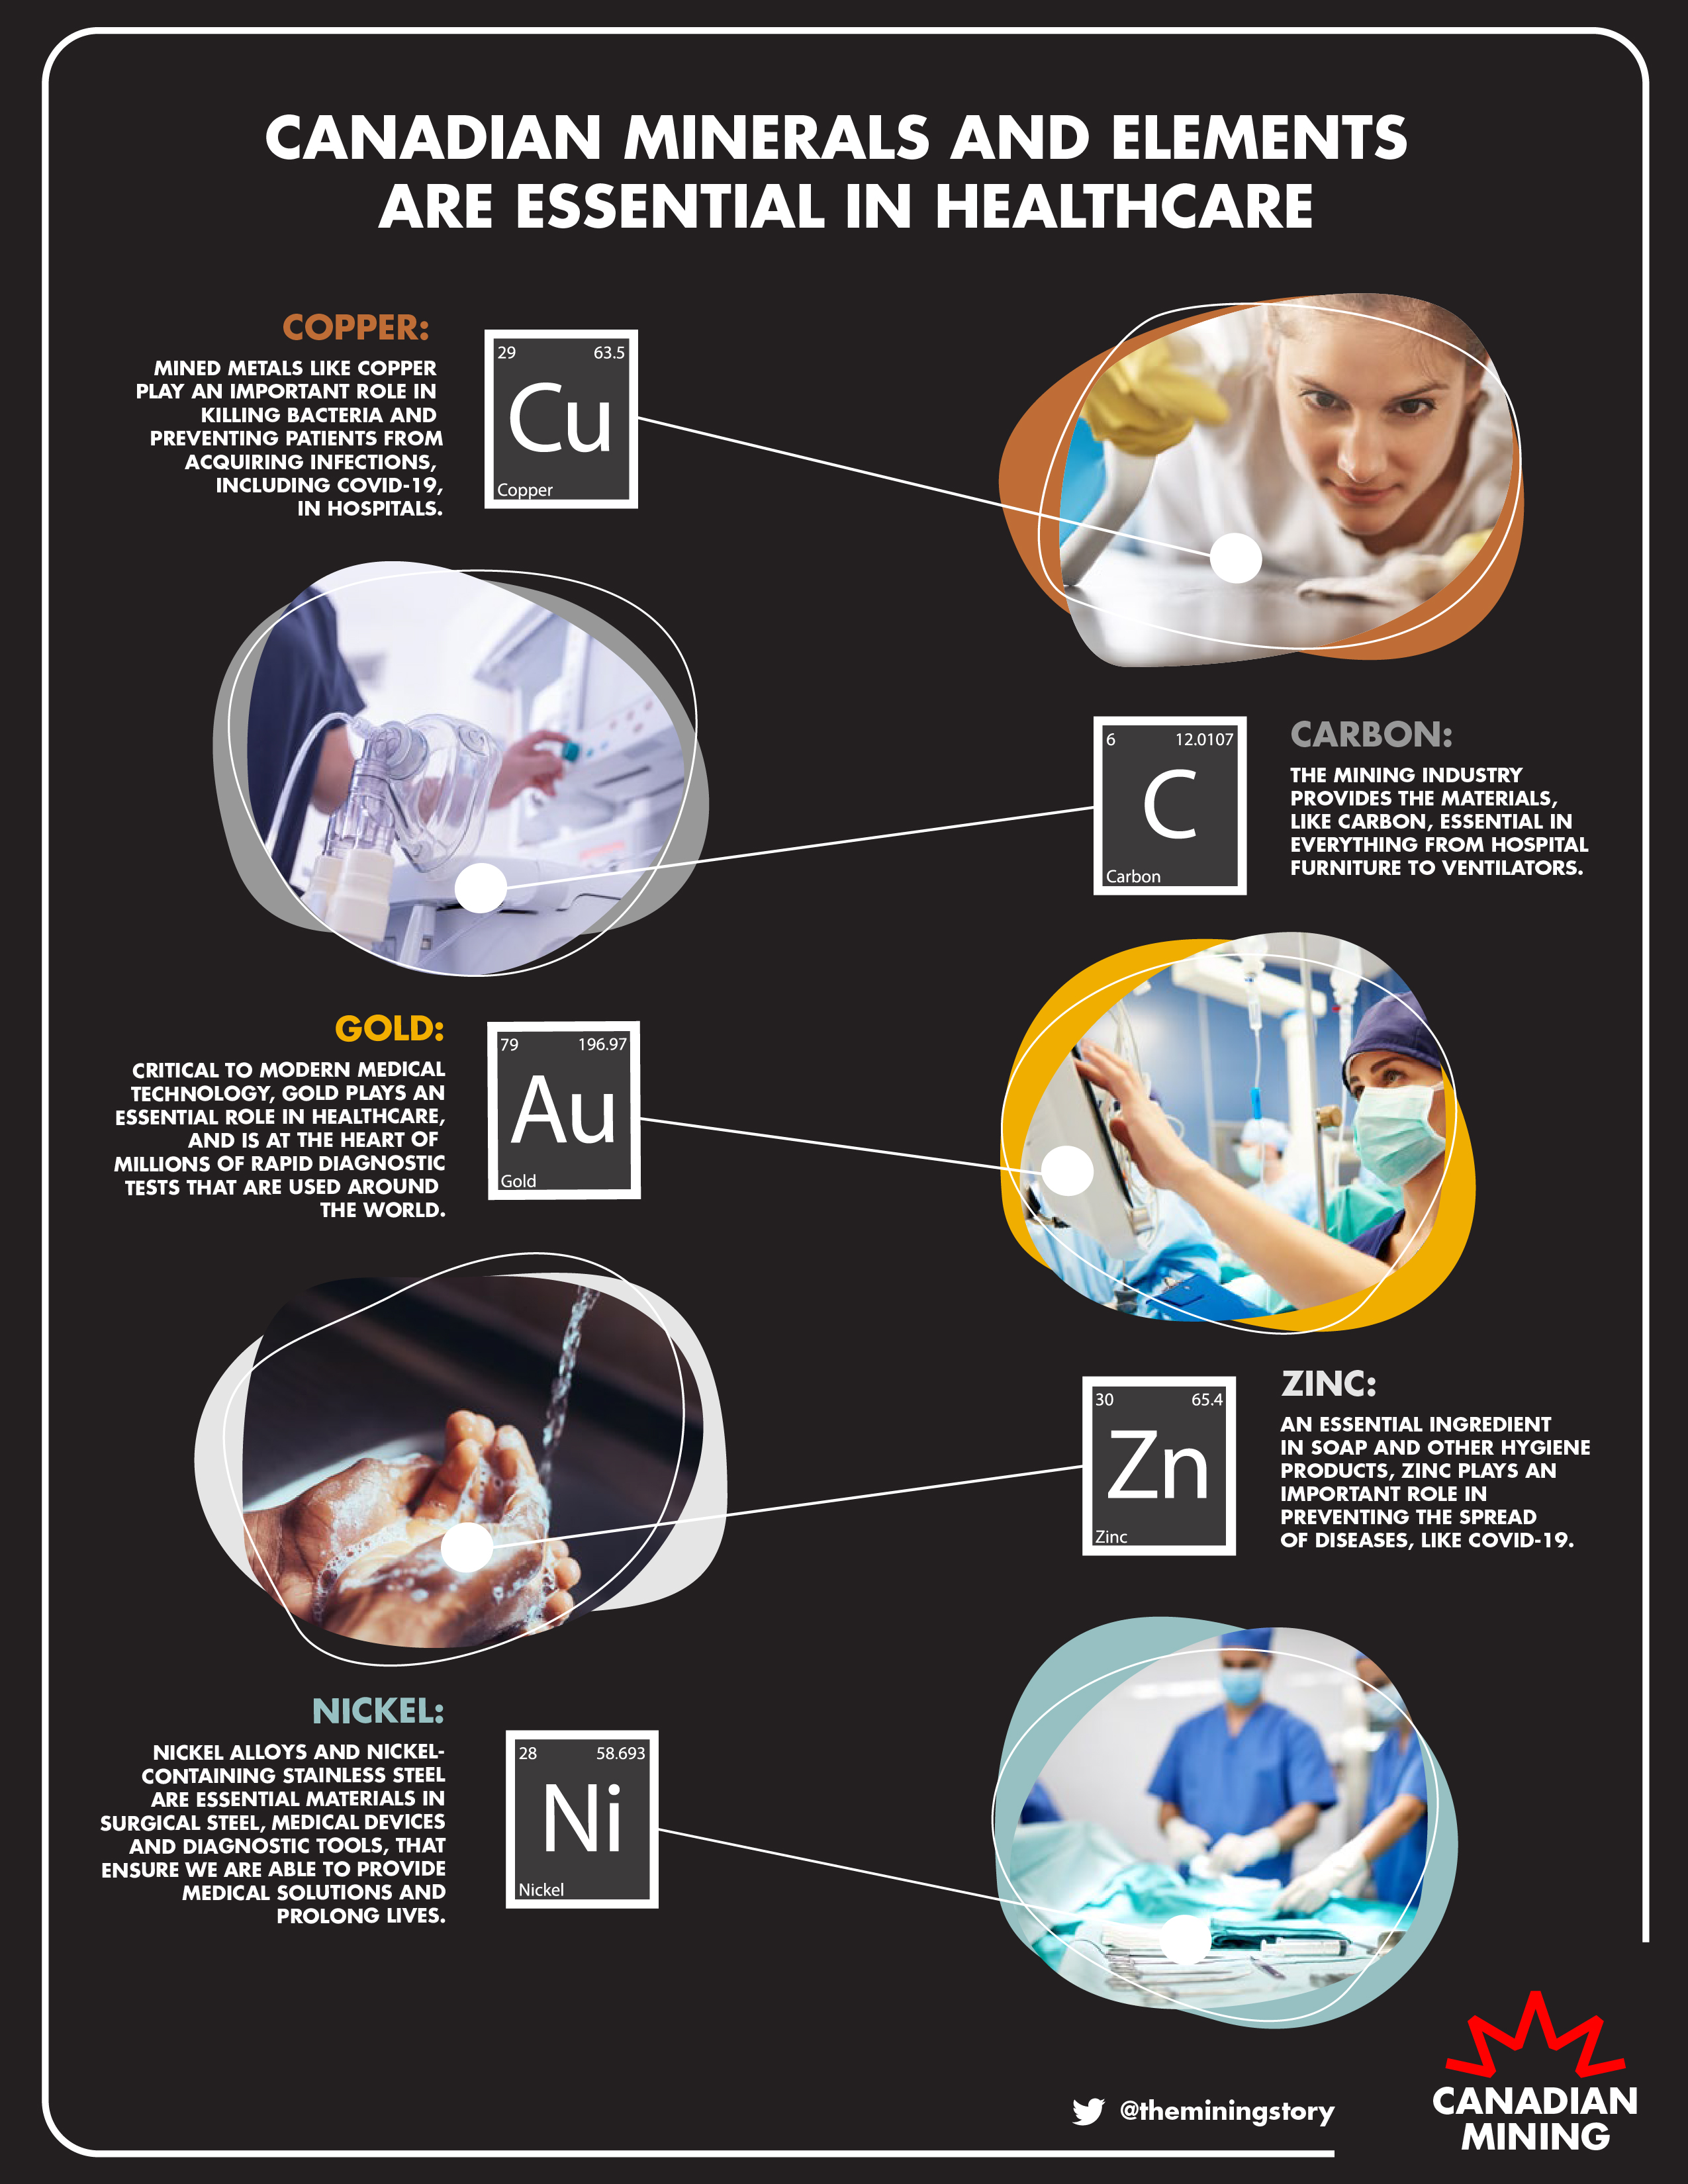 CANADIAN MINERALS AND ELEMENTS
ARE ESSENTIAL IN HEALTHCARE
COPPER:
MINED METALS LIKE COPPER
PLAY AN IMPORTANT ROLE IN
KILLING BACTERIA AND
PREVENTING PATIENTS FROM
ACQUIRING INFECTIONS,
INCLUDING COVID-19,
IN HOSPITALS.
29 63.5
Cu
Copper
6 12.0107
C
Carbon
CARBON:
THE MINING INDUSTRY
PROVIDES THE MATERIALS,
LIKE CARBON, ESSENTIAL IN
EVERYTHING FROM HOSPITAL
FURNITURE TO VENTILATORS.
GOLD:
CRITICAL TO MODERN MEDICAL
TECHNOLOGY, GOLD PLAYS AN
ESSENTIAL ROLE IN HEALTHCARE,
AND IS AT THE HEART OF
MILLIONS OF RAPID DIAGNOSTIC
TESTS THAT ARE USED AROUND
THE WORLD.
79 196.97
Au
Gold
30 65.4
Zn
Zinc
ZINC:
AN ESSENTIAL INGREDIENT
IN SOAP AND OTHER HYGIENE
PRODUCTS, ZINC PLAYS AN
IMPORTANT ROLE IN
PREVENTING THE SPREAD
OF DISEASES, LIKE COVID-19.
NICKEL:
NICKEL ALLOYS AND NICKEL-
CONTAINING STAINLESS STEEL
ARE ESSENTIAL MATERIALS IN
SURGICAL STEEL, MEDICAL DEVICES
AND DIAGNOSTIC TOOLS, THAT
ENSURE WE ARE ABLE TO PROVIDE
MEDICAL SOLUTIONS AND
PROLONG LIVES.
28 58.693
Ni
Nickel
@theminingstory
CANADIAN
MINING